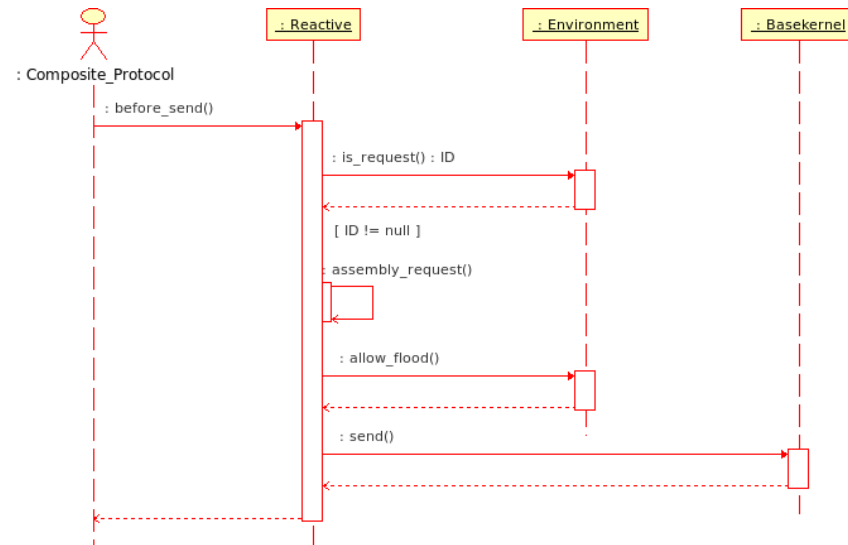 : Reactive
: Environment
: Basekernel
: Composite_Protocol
: before_send()
: is_request() : ID
[ ID != null ]
: assembly_request()
: allow_flood()
: send()